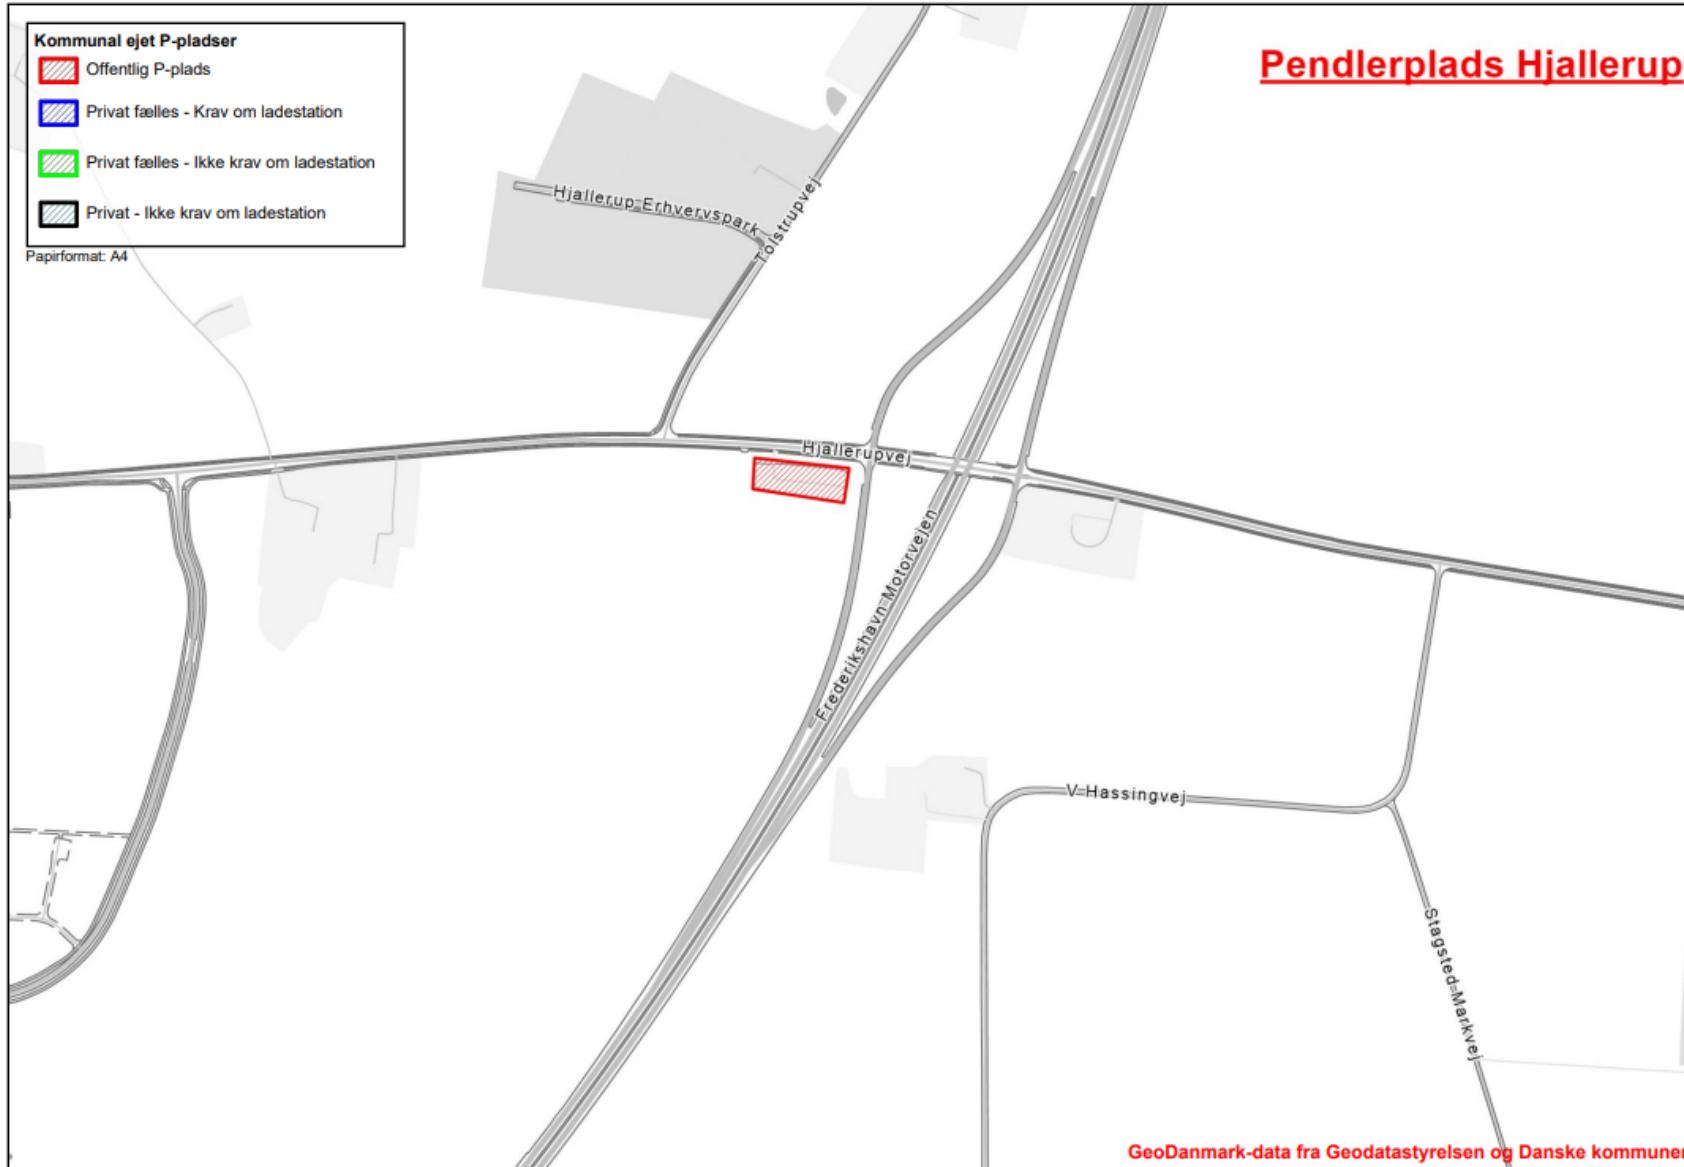 Kommunal ejet P-pladser
Offentlig P-plads
Privat fælles - Krav om ladestation
Privat fælles - Ikke krav om ladestation
Privat - Ikke krav om ladestation
Papirformat: A4
Pendlerplads Hjallerup
Hjallerup Erhvervspark
Tolstrupvej
Hjallerupvej
Frederikshavn Motorvejen
V Hassingvej
Stagsted Markvej
GeoDanmark-data fra Geodatastyrelsen og Danske kommuner